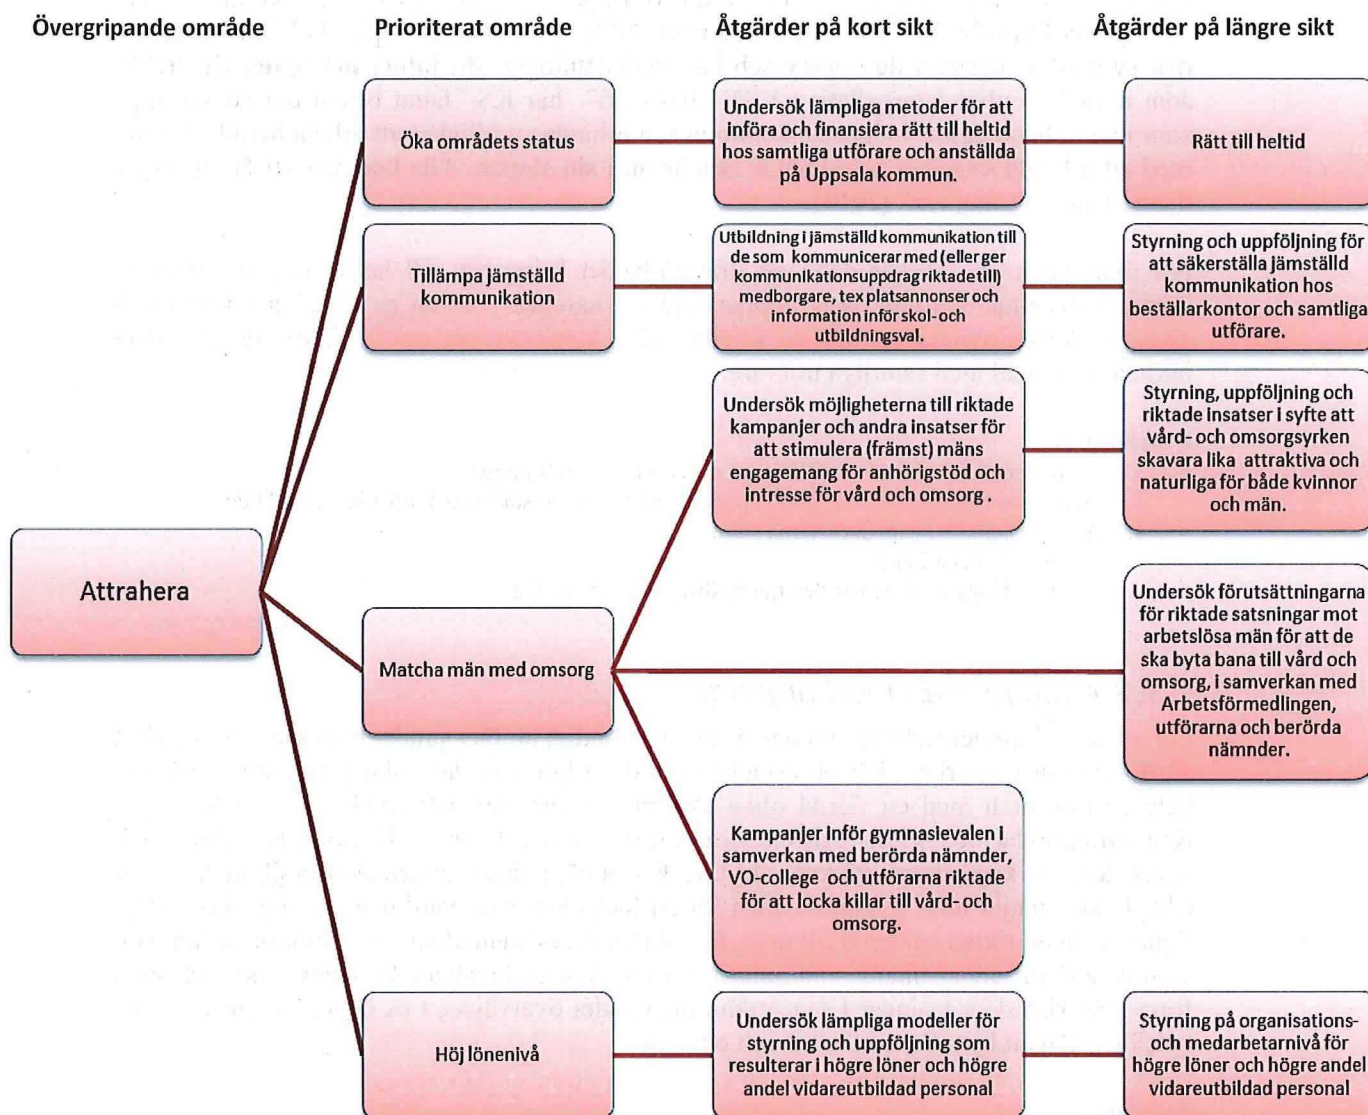 Övergripande område
Prioriterat område
Åtgärder på kort sikt
Åtgärder på längre sikt
Attrahera
Öka områdets status
Undersök lämpliga metoder för att
införa och finansiera rätt till heltid
hos samtliga utförare och anställda
på Uppsala kommun.
Rätt till heltid
Tillämpa jämställd
kommunikation
Utbildning i jämställd kommunikation till
de som kommunicerar med (eller ger
kommunikationsuppdrag riktade till)
medborgare, tex platsannonser och
information inför skol- och
utbildningsval.
Styrning och uppföljning för
att säkerställa jämställd
kommunikation hos
beställarkontor och samtliga
utförare.
Matcha män med omsorg
Undersök möjligheterna till riktade
kampanjer och andra insatser för
att stimulera (främst) mäns
engagemang för anhörigstöd och
intresse för vård och omsorg .
Styrning, uppföljning och
riktade insatser i syfte att
vård- och omsorgsyrken
skavara lika attraktiva och
naturliga för både kvinnor
och män.
Undersök förutsättningarna
för riktade satsningar mot
arbetslösa män för att de
ska byta bana till vård och
omsorg, i samverkan med
Arbetsförmedlingen,
utförarna och berörda
nämnder.
Kampanjer inför gymnasievalen i
samverkan med berörda nämnder,
VO-college och utförarna riktade
för att locka killar till vård- och
omsorg.
Höj lönenivå
Undersök lämpliga modeller för
styrning och uppföljning som
resulterar i högre löner och högre
andel vidareutbildad personal
Styrning på organisations-
och medarbetarnivå för
högre löner och högre andel
vidareutbildad personal